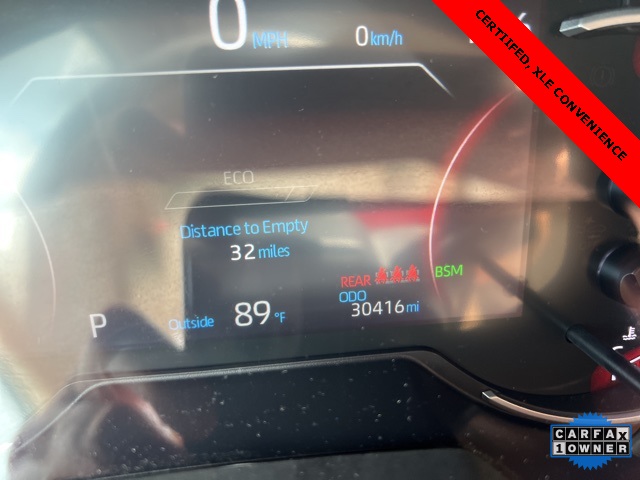 0 MPH 0 km/h
CERTIIFED, XLE CONVENIENCE
ECO
Distance to Empty
32 miles
REAR
BSM
ODO
30416 mi
P
Outside 89 °F
CARFAX
1 OWNER